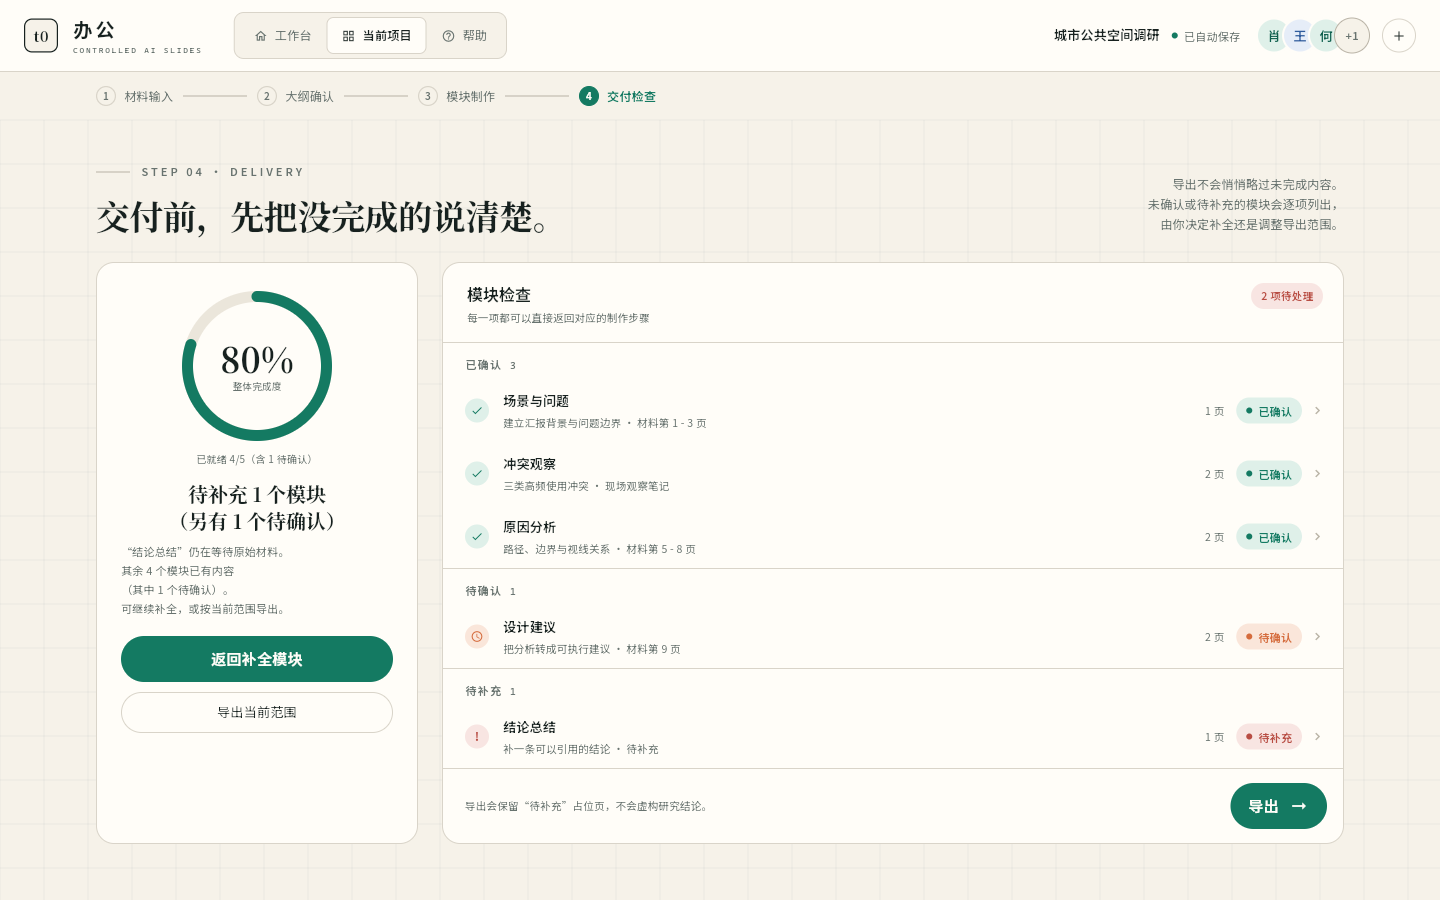 t0
办公
CONTROLLED AI SLIDES
工作台
当前项目
帮助
城市公共空间调研
已自动保存
肖
王
何
+1
1 材料输入
2 大纲确认
3 模块制作
4 交付检查
STEP 04 · DELIVERY
交付前，先把没完成的说清楚。
导出不会悄悄略过未完成内容。
未确认或待补充的模块会逐项列出，
由你决定补全还是调整导出范围。
80%
整体完成度
已就绪 4/5（含 1 待确认）
待补充 1 个模块
（另有 1 个待确认）
“结论总结”仍在等待原始材料。
其余 4 个模块已有内容
（其中 1 个待确认）。
可继续补全，或按当前范围导出。
返回补全模块
导出当前范围
模块检查
每一项都可以直接返回对应的制作步骤
2 项待处理
已确认 3
场景与问题
建立汇报背景与问题边界 · 材料第 1 - 3 页
1 页
已确认
冲突观察
三类高频使用冲突 · 现场观察笔记
2 页
已确认
原因分析
路径、边界与视线关系 · 材料第 5 - 8 页
2 页
已确认
待确认 1
设计建议
把分析转成可执行建议 · 材料第 9 页
2 页
待确认
待补充 1
结论总结
补一条可以引用的结论 · 待补充
1 页
待补充
导出会保留“待补充”占位页，不会虚构研究结论。
导出 →